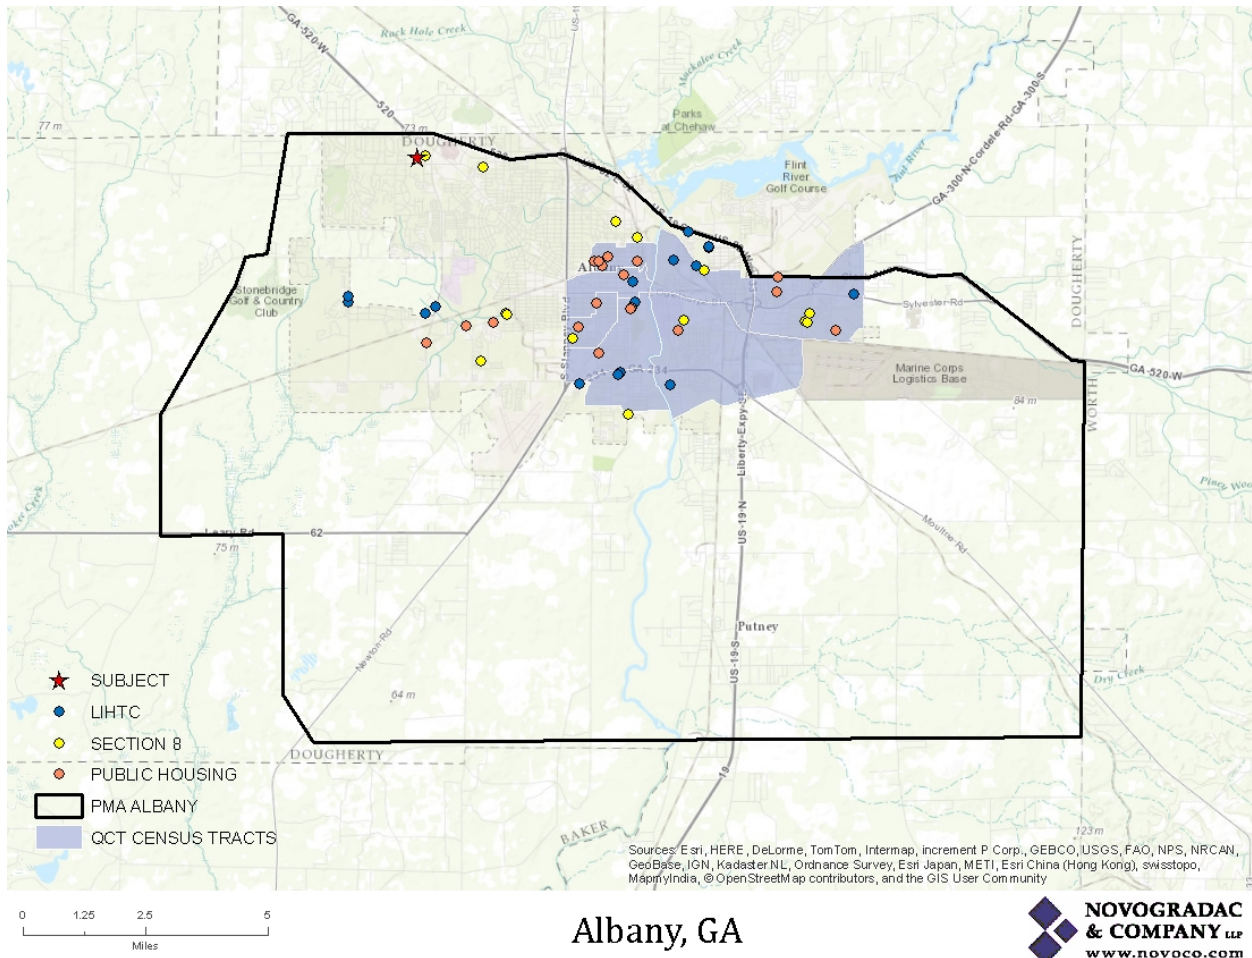 GA-520-W
Rock Hole Creek
US-1
Muckalee Creek
520
77 m
73 m
DOUGHERTY
Parks
at Chehaw
Flint
River
Golf Course
GA-300-N-Cordele-Rd-GA-300-S
DOUGHERTY
Stonebridge
Golf & Country
Club
Sylvester-Rd
Marine Corps
Logistics Base
GA-520-W
WORTH
84 m
GA-234
Liberty-Expy
US-19-N
Moultrie-Rd
Leary Rd
62
75 m
Newton-Rd
64 m
Putney
US-19-S
Dry Creek
DOUGHERTY
19
BAKER
123 m
SUBJECT
LIHTC
SECTION 8
PUBLIC HOUSING
PMA ALBANY
QCT CENSUS TRACTS
Sources: Esri, HERE, DeLorme, TomTom, Intermap, increment P Corp., GEBCO, USGS, FAO, NPS, NRCAN,
GeoBase, IGN, Kadaster NL, Ordnance Survey, Esri Japan, METI, Esri China (Hong Kong), swisstopo,
MapmyIndia, © OpenStreetMap contributors, and the GIS User Community
0 1.25 2.5 5
Miles
Albany, GA
NOVOGRADAC
& COMPANY LLP
www.novoco.com